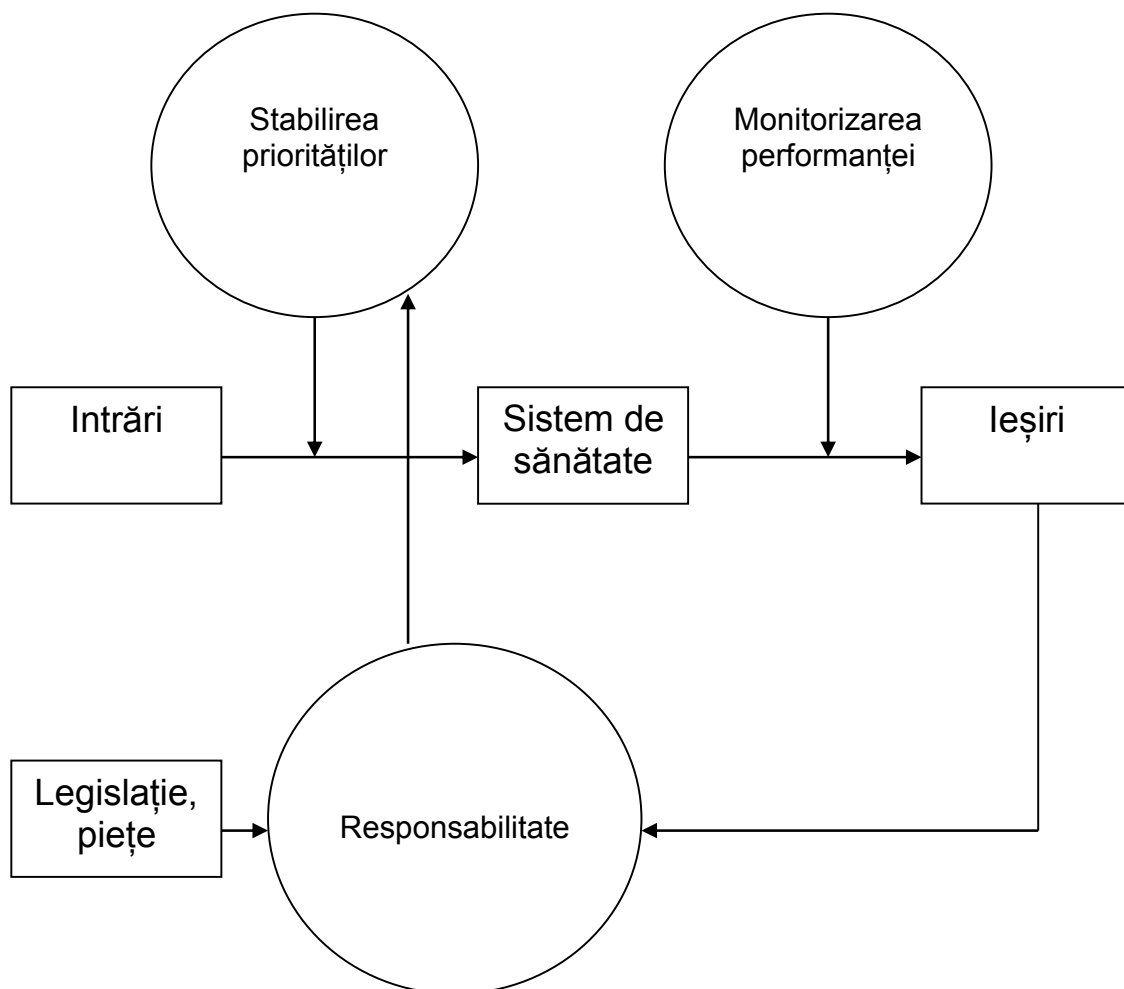 Stabilirea
priorităților
Monitorizarea
performanței
Intrări
Sistem de
sănătate
Ieșiri
Legislație,
piețe
Responsabilitate